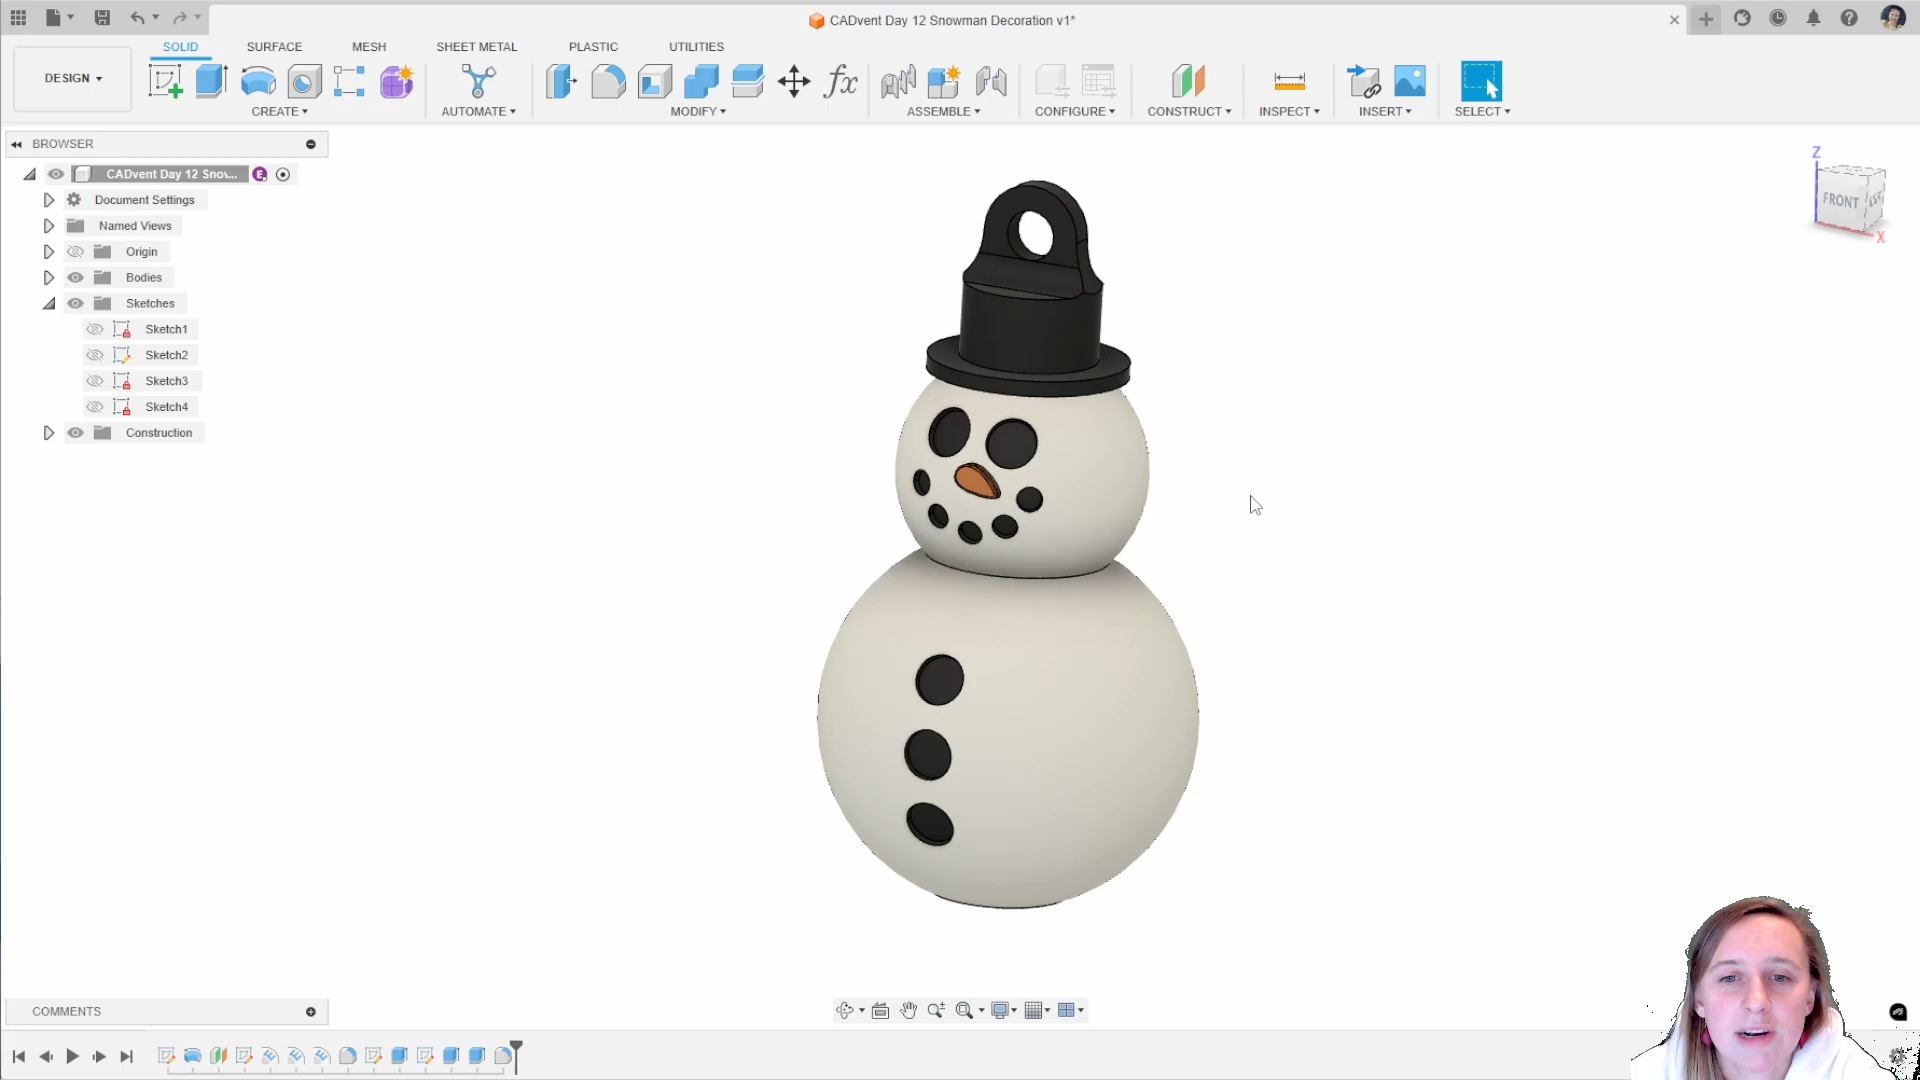 CADvent Day 12 Snowman Decoration v1*
SOLID
SURFACE
MESH
SHEET METAL
PLASTIC
UTILITIES
DESIGN
CREATE
AUTOMATE
fx
MODIFY
ASSEMBLE
CONFIGURE
CONSTRUCT
INSPECT
INSERT
SELECT
BROWSER
CADvent Day 12 Snow...
E
Document Settings
Named Views
Origin
Bodies
Sketches
Sketch1
Sketch2
Sketch3
Sketch4
Construction
Z
FRONT
X
COMMENTS